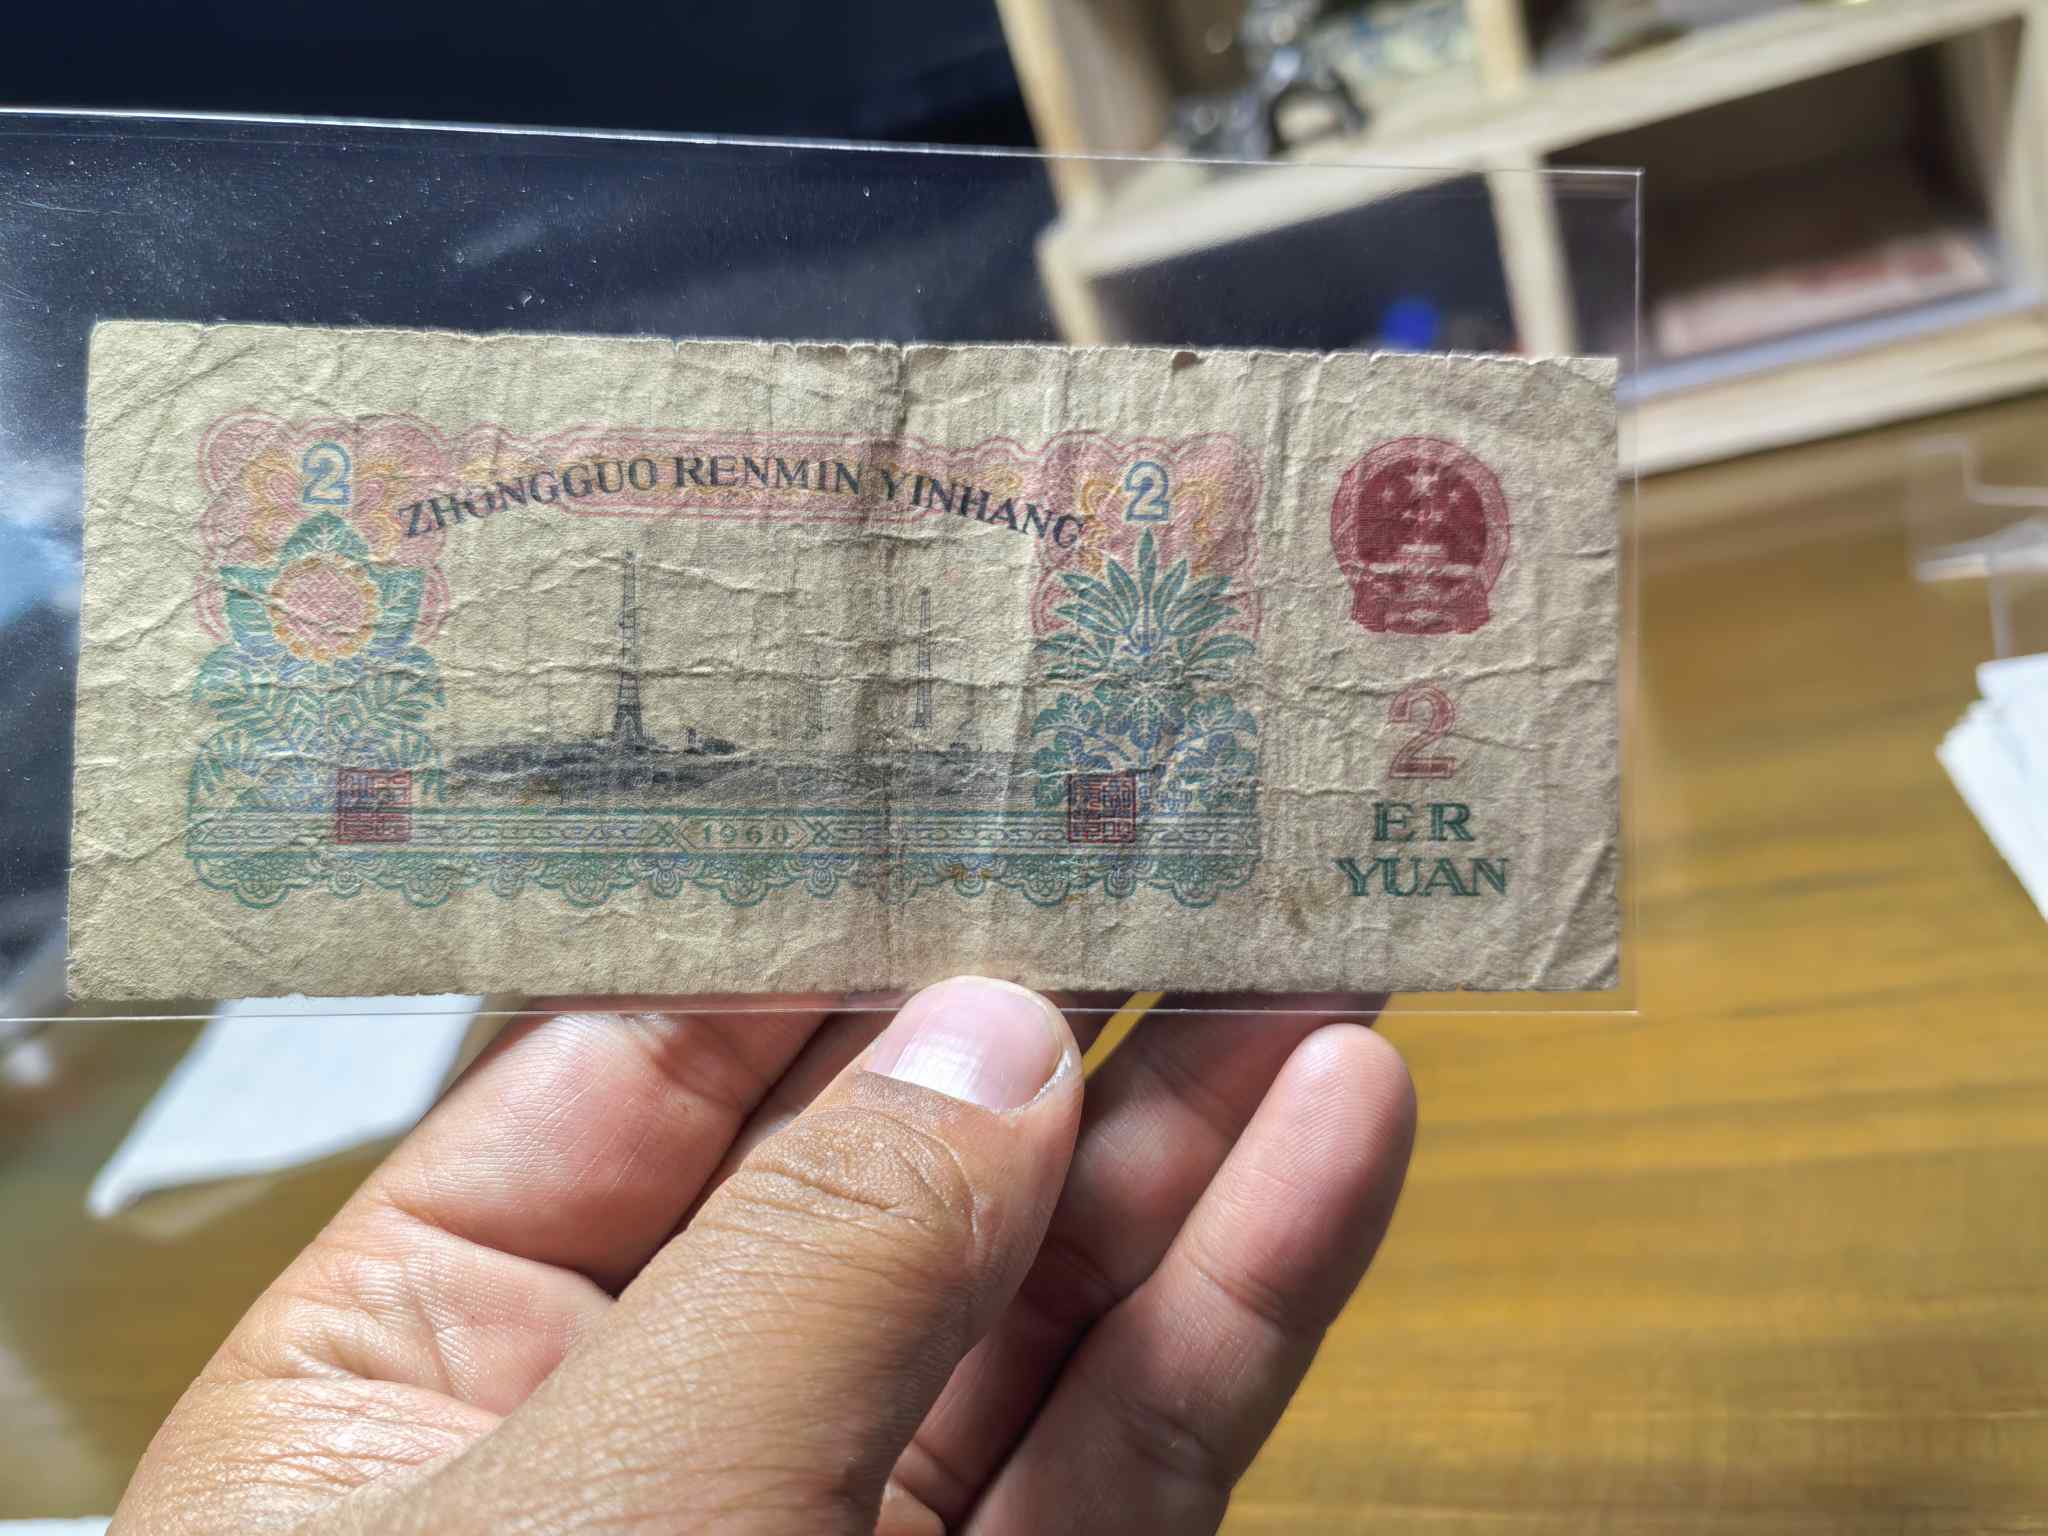 2
ZHONGGUO RENMIN YINHANG
2
2
ER
YUAN
1960